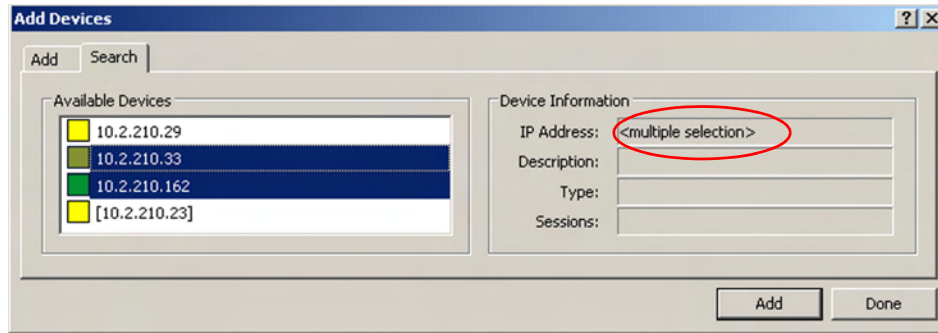 Add Devices
Add Search
Available Devices
10.2.210.29
10.2.210.33
10.2.210.162
[10.2.210.23]
Device Information
IP Address: <multiple selection>
Description:
Type:
Sessions:
Add Done